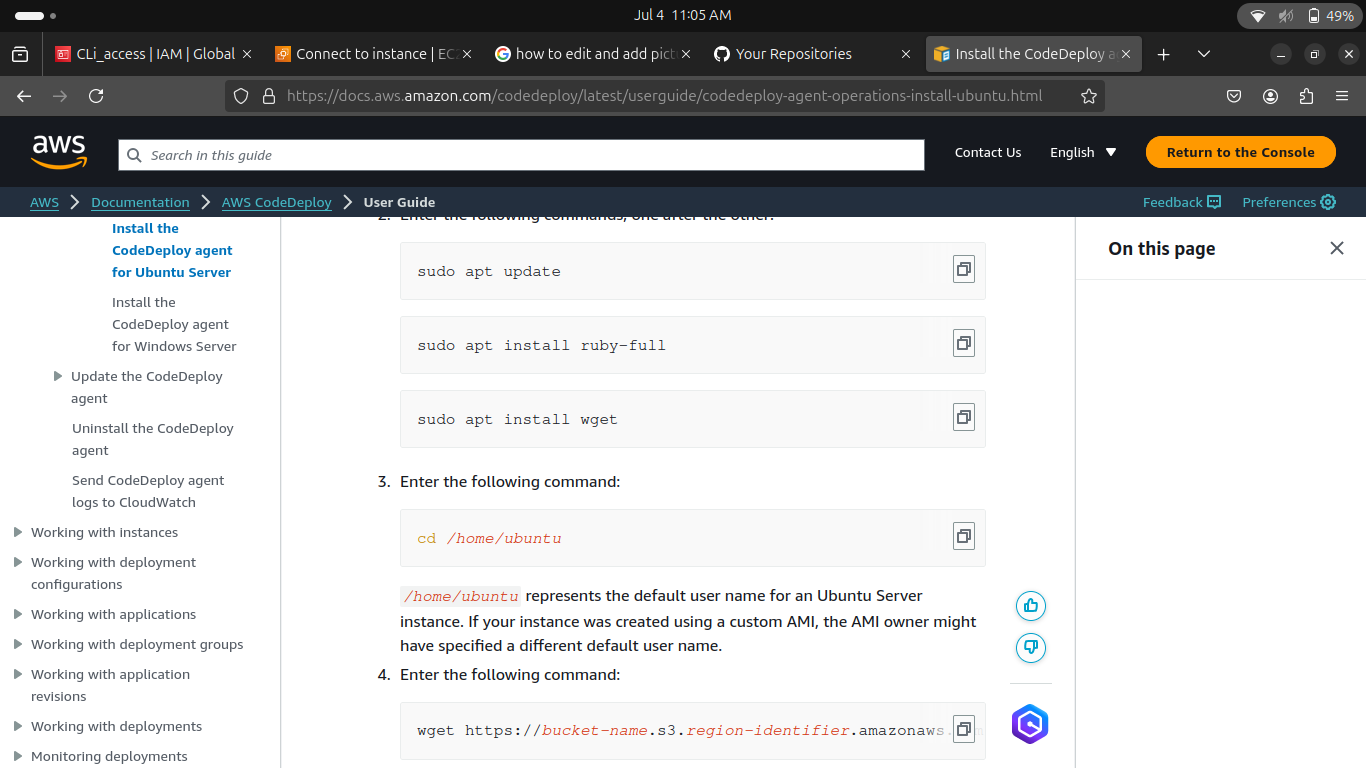 Jul 4 11:05 AM
49%
CLi_access | IAM | Global
Connect to instance | EC2
how to edit and add pictu
Your Repositories
Install the CodeDeploy a
https://docs.aws.amazon.com/codedeploy/latest/userguide/codedeploy-agent-operations-install-ubuntu.html
aws
Search in this guide
Contact Us
English
Return to the Console
AWS
Documentation
AWS CodeDeploy
User Guide
Feedback
Preferences
Install the
CodeDeploy agent
for Ubuntu Server
Install the
CodeDeploy agent
for Windows Server
Update the CodeDeploy
agent
Uninstall the CodeDeploy
agent
Send CodeDeploy agent
logs to CloudWatch
Working with instances
Working with deployment
configurations
Working with applications
Working with deployment groups
Working with application
revisions
Working with deployments
Monitoring deployments
2. Enter the following commands, one after the other:
sudo apt update
sudo apt install ruby-full
sudo apt install wget
3. Enter the following command:
cd /home/ubuntu
/home/ubuntu represents the default user name for an Ubuntu Server
instance. If your instance was created using a custom AMI, the AMI owner might
have specified a different default user name.
4. Enter the following command:
wget https://bucket-name.s3.region-identifier.amazonaws.
On this page